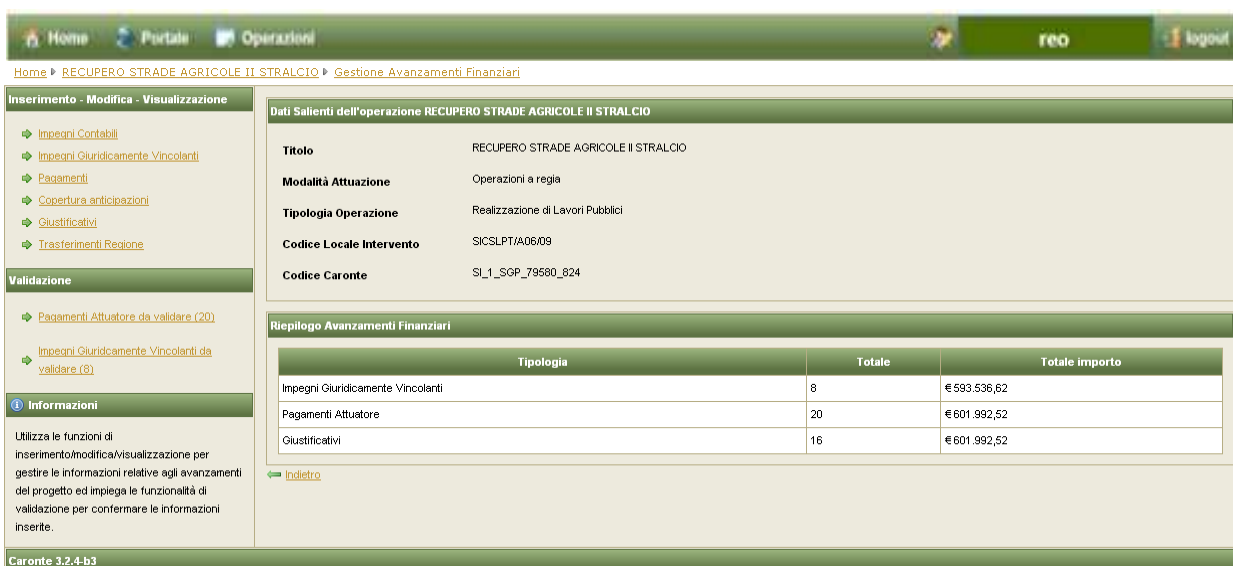 Home Portale Operazioni reo logout
Home RECUPERO STRADE AGRICOLE II STRALCIO Gestione Avanzamenti Finanziari
Inserimento - Modifica - Visualizzazione
Impegni Contabili
Impegni Giuridicamente Vincolanti
Pagamenti
Copertura anticipazioni
Giustificativi
Trasferimenti Regione
Validazione
Pagamenti Attuatore da validare (20)
Impegni Giuridcamente Vincolanti da
validare (8)
Informazioni
Utilizza le funzioni di
inserimento/modifica/visualizzazione per
gestire le informazioni relative agli avanzamenti
del progetto ed impiega le funzionalità di
validazione per confermare le informazioni
inserite.
Dati Salienti dell'operazione RECUPERO STRADE AGRICOLE II STRALCIO
Titolo RECUPERO STRADE AGRICOLE II STRALCIO
Modalità Attuazione Operazioni a regia
Tipologia Operazione Realizzazione di Lavori Pubblici
Codice Locale Intervento SICSLPT/A06/09
Codice Caronte SI_1_SGP_79580_824
Riepilogo Avanzamenti Finanziari
Tipologia Totale Totale importo
Impegni Giuridicamente Vincolanti 8 € 593.536,62
Pagamenti Attuatore 20 € 601.992,52
Giustificativi 16 € 601.992,52
Indietro
Caronte 3.2.4-b3